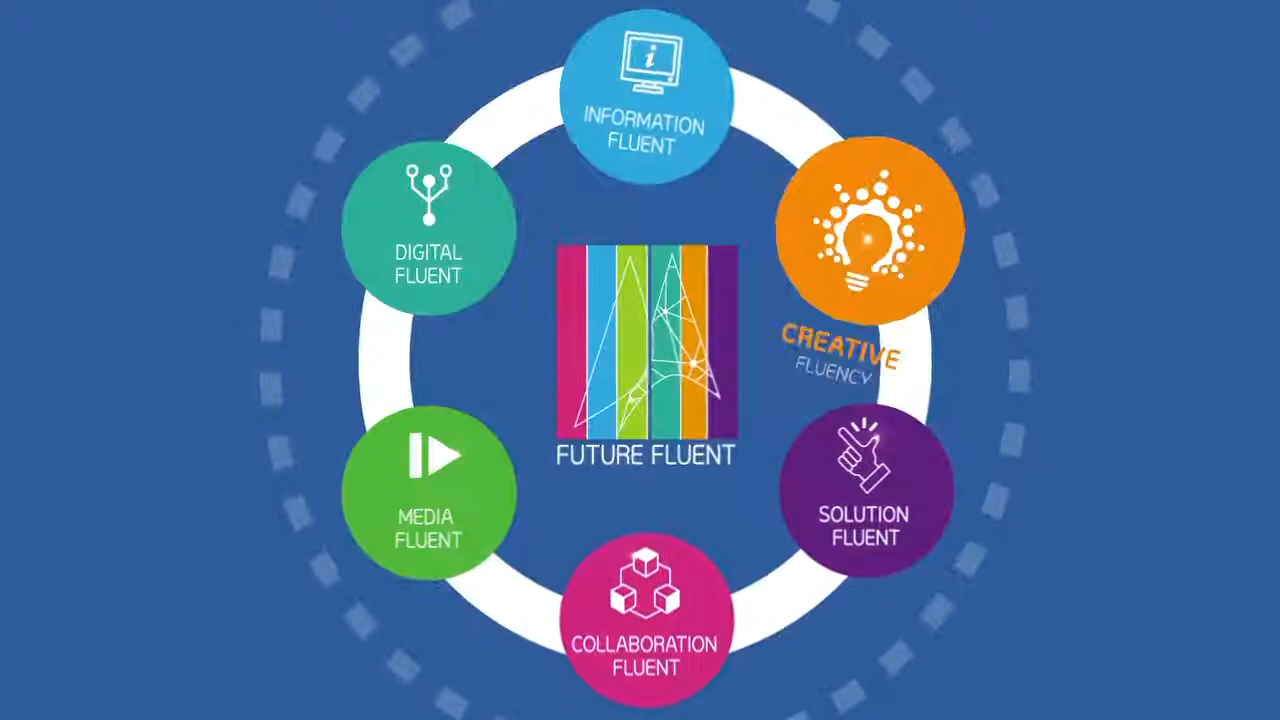 i
INFORMATION
FLUENT
DIGITAL
FLUENT
CREATIVE
FLUENCY
FUTURE FLUENT
MEDIA
FLUENT
SOLUTION
FLUENT
COLLABORATION
FLUENT